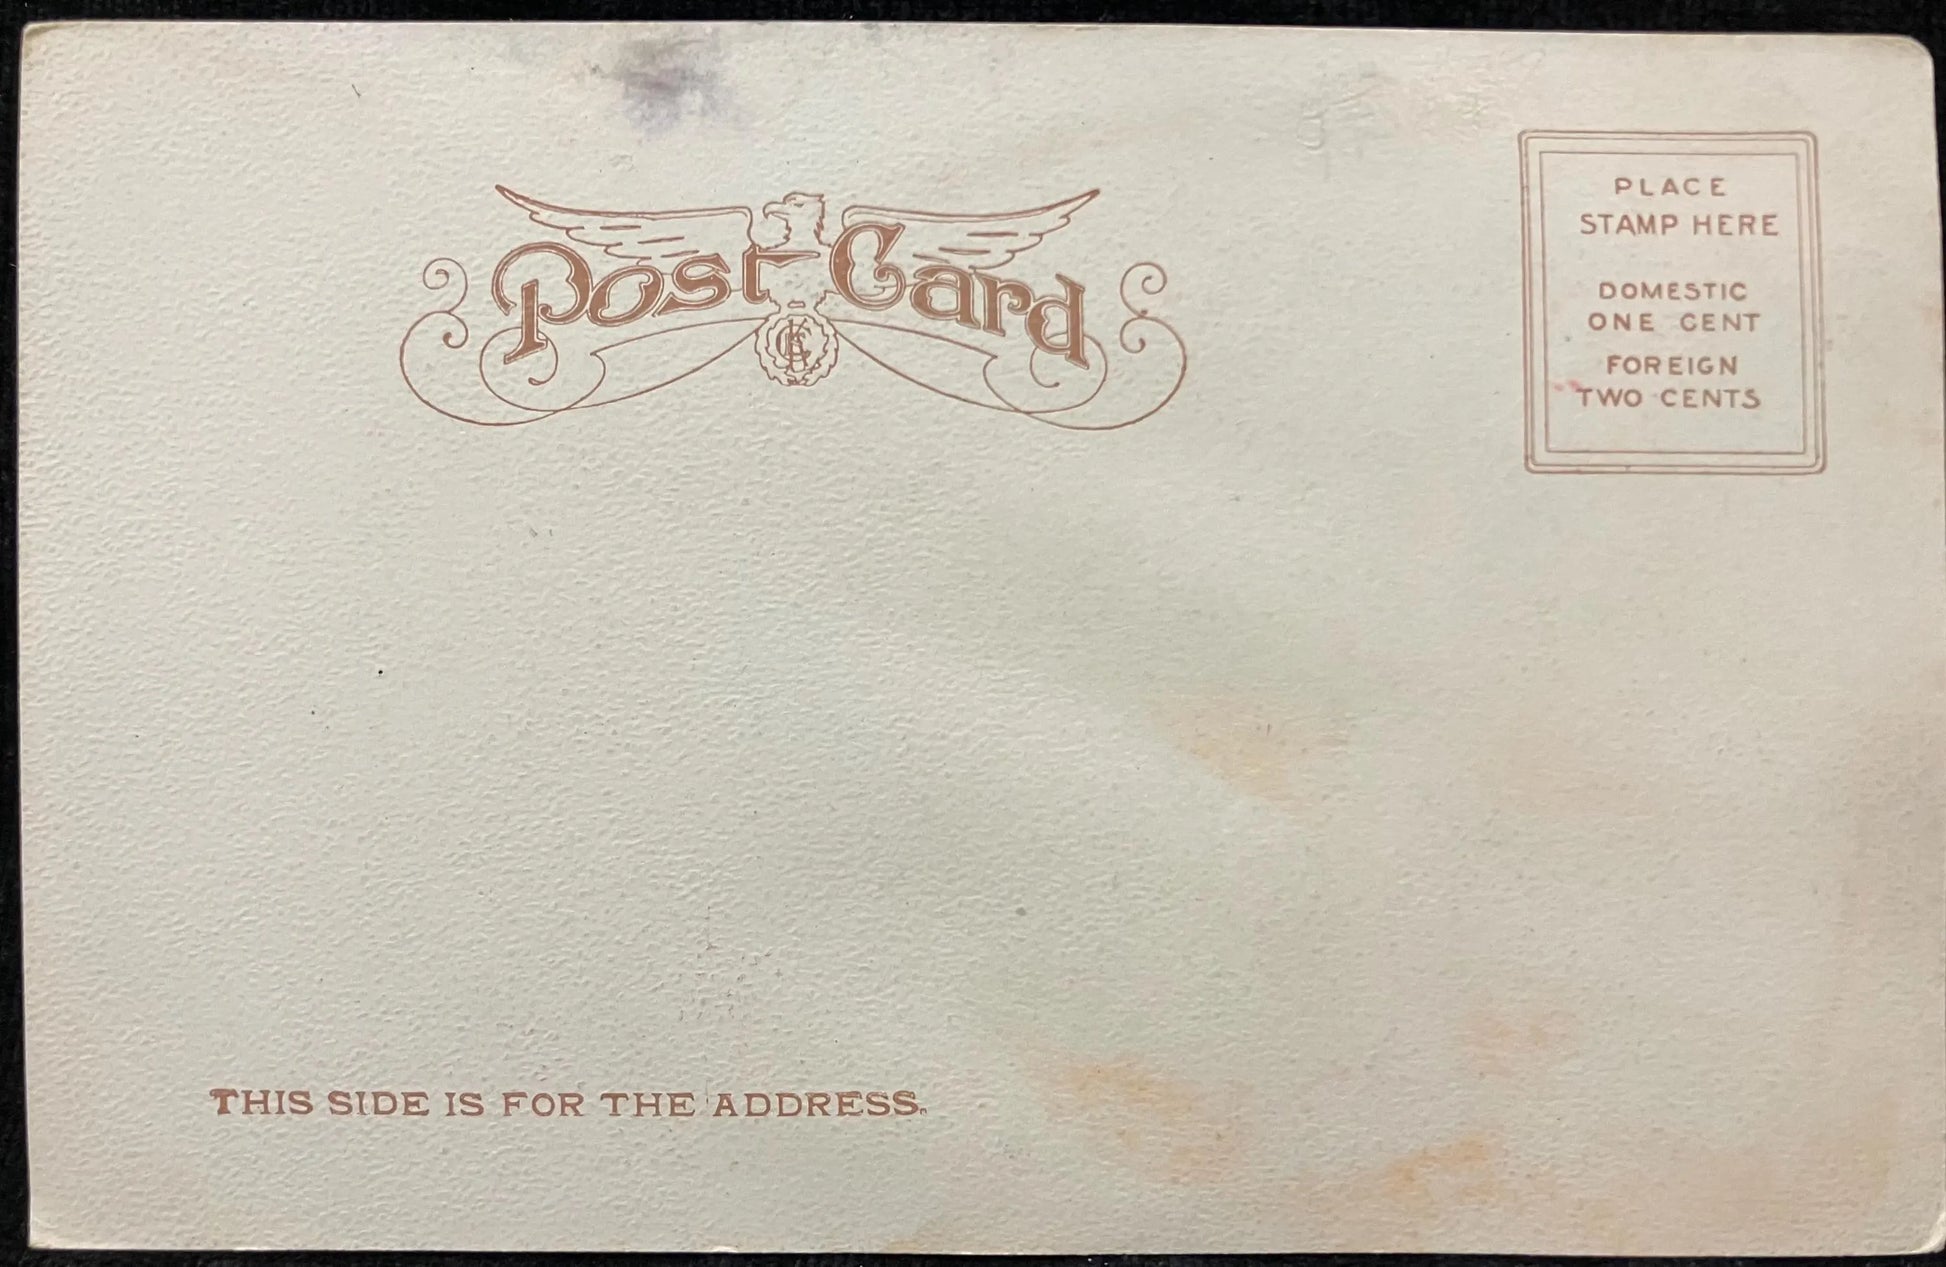 Post Card
PLACE
STAMP HERE
DOMESTIC
ONE CENT
FOREIGN
TWO CENTS
THIS SIDE IS FOR THE ADDRESS.